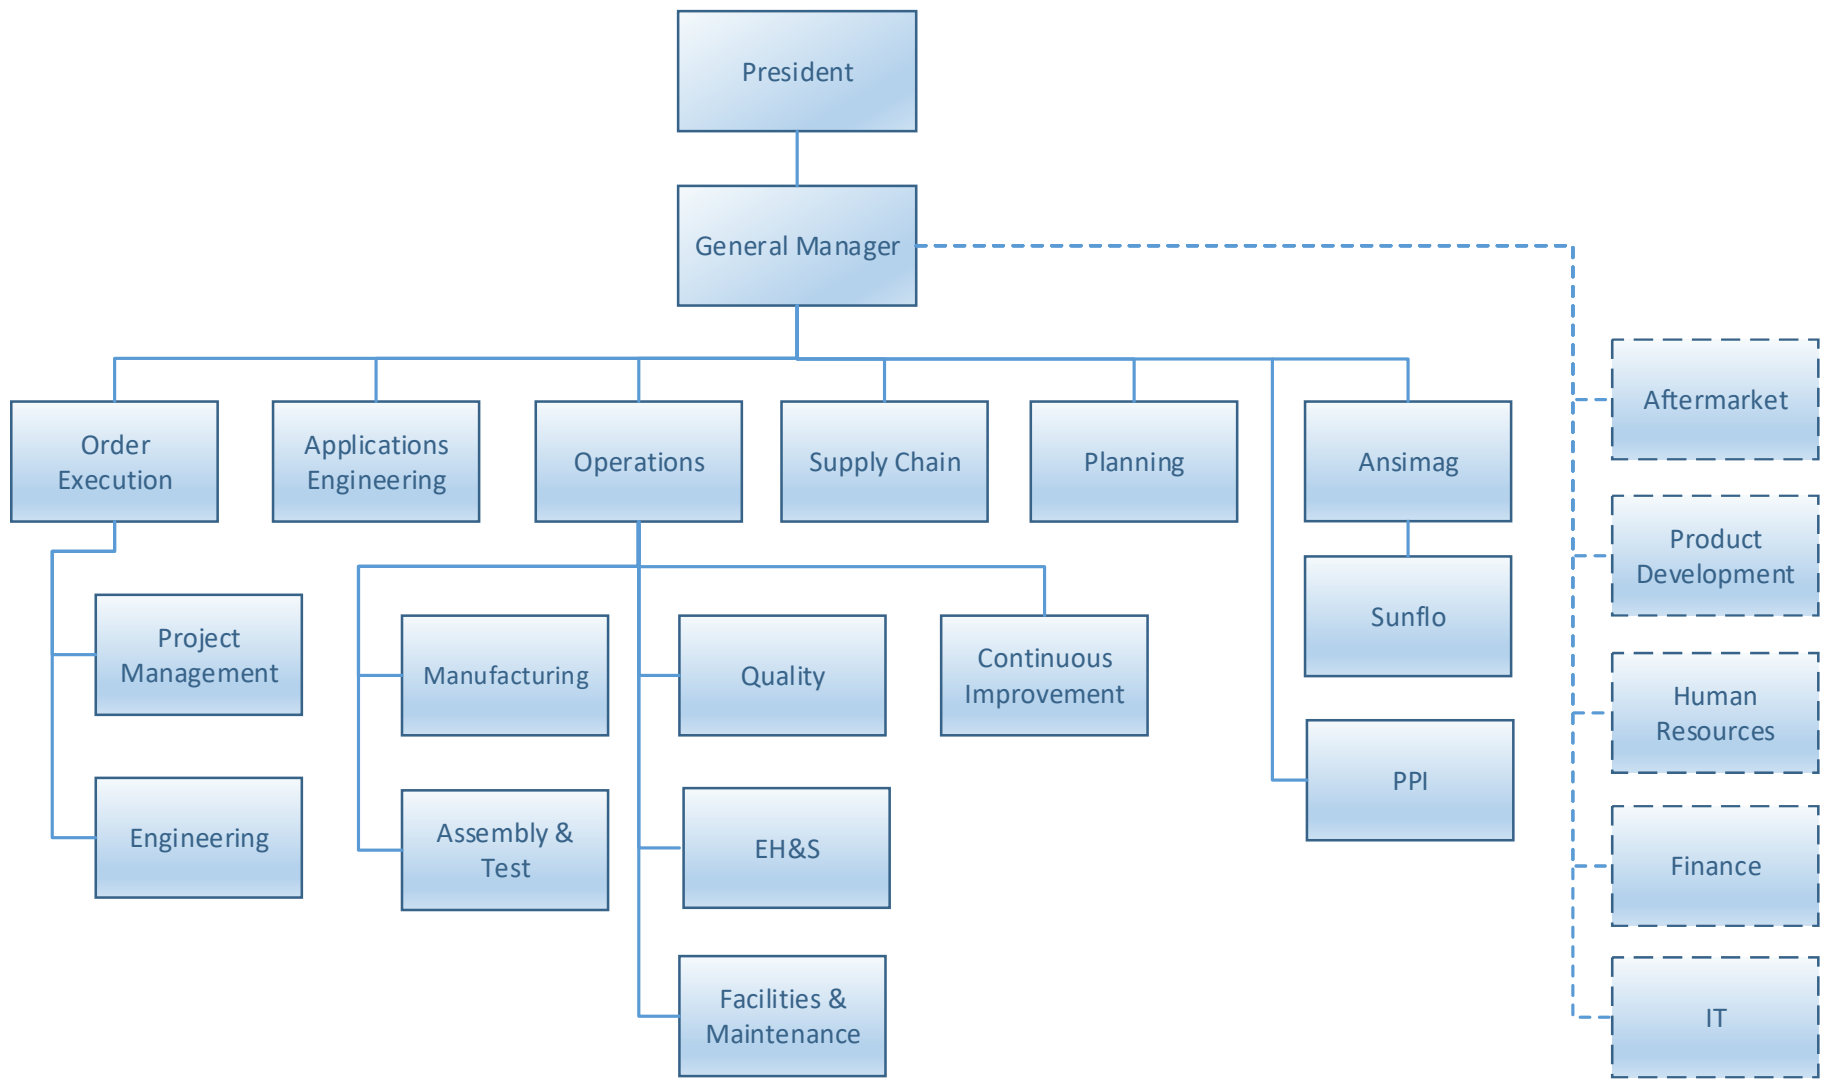 President
General Manager
Order
Execution
Applications
Engineering
Operations
Supply Chain
Planning
Ansimag
Aftermarket
Product
Development
Sunflo
Project
Management
Manufacturing
Quality
Continuous
Improvement
Human
Resources
PPI
Engineering
Assembly &
Test
EH&S
Finance
Facilities &
Maintenance
IT